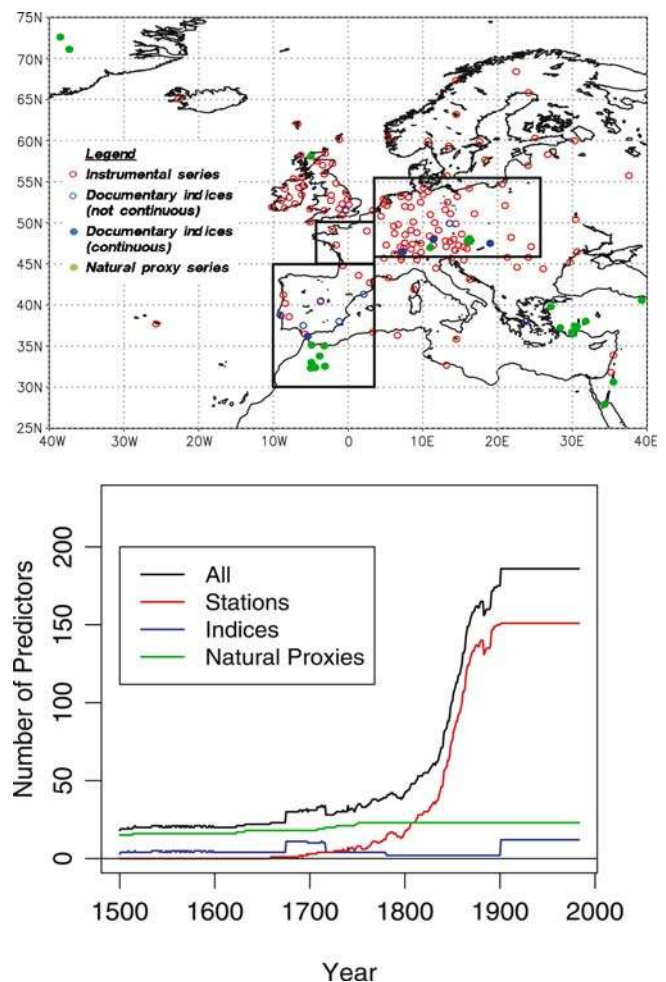 75N
70N
65N
60N
55N
50N
45N
40N
35N
30N
25N
40W 30W 20W 10W 0 10E 20E 30E 40E
Legend
Instrumental series
Documentary indices
(not continuous)
Documentary indices
(continuous)
Natural proxy series
Number of Predictors
200
150
100
50
0
All
Stations
Indices
Natural Proxies
1500 1600 1700 1800 1900 2000
Year